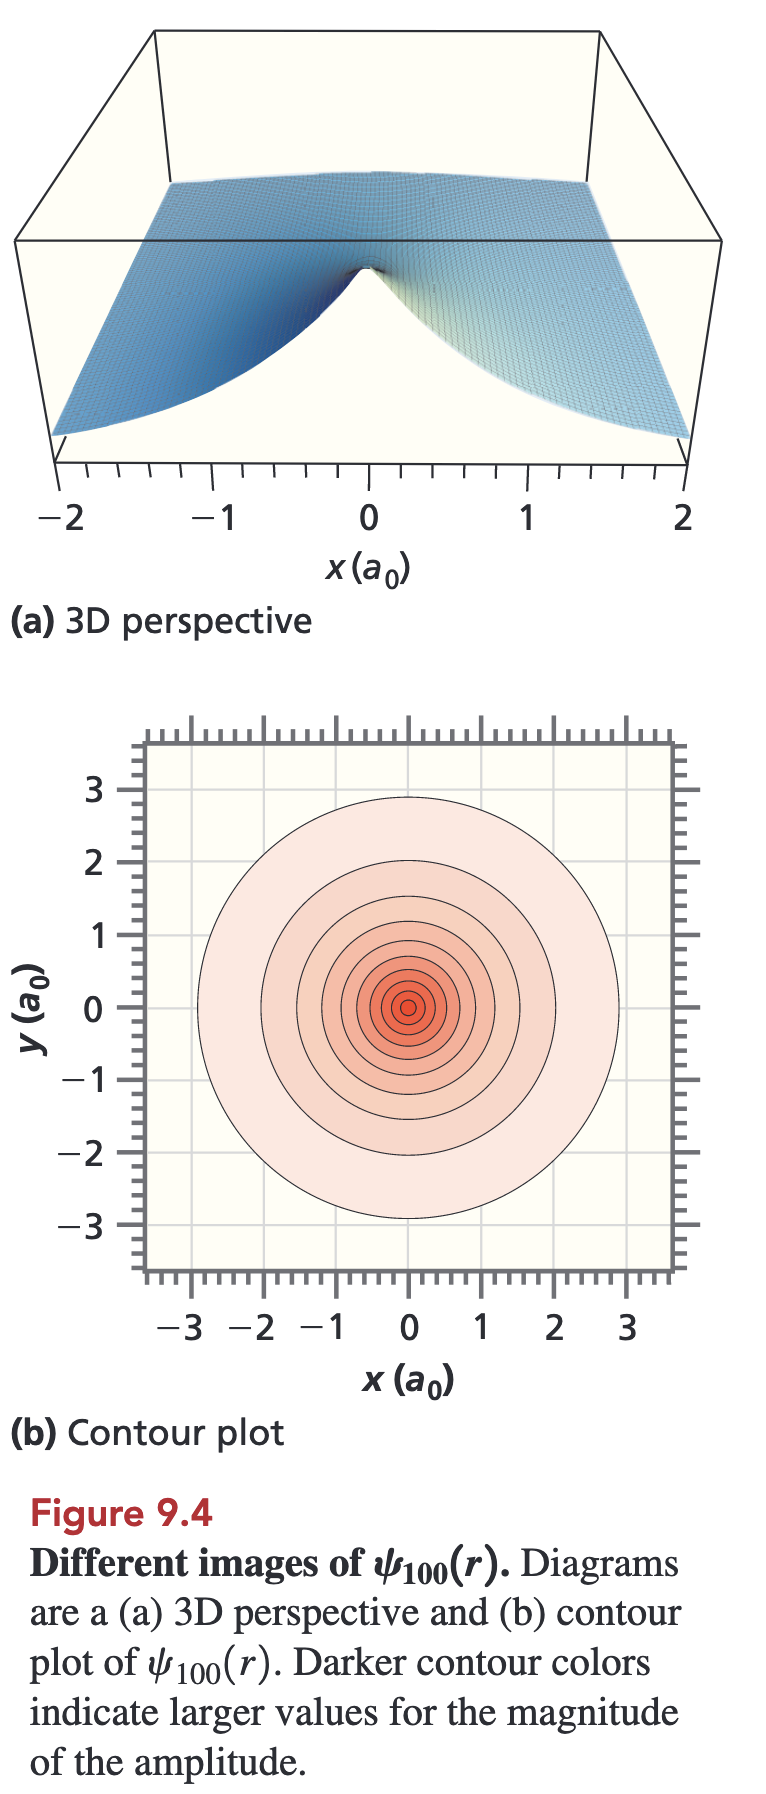 −2 −1 0 1 2
x (a₀)
(a) 3D perspective
3
2
1
0
−1
−2
−3
y (a₀)
−3 −2 −1 0 1 2 3
x (a₀)
(b) Contour plot
Figure 9.4
Different images of ψ₁₀₀(r). Diagrams
are a (a) 3D perspective and (b) contour
plot of ψ₁₀₀(r). Darker contour colors
indicate larger values for the magnitude
of the amplitude.